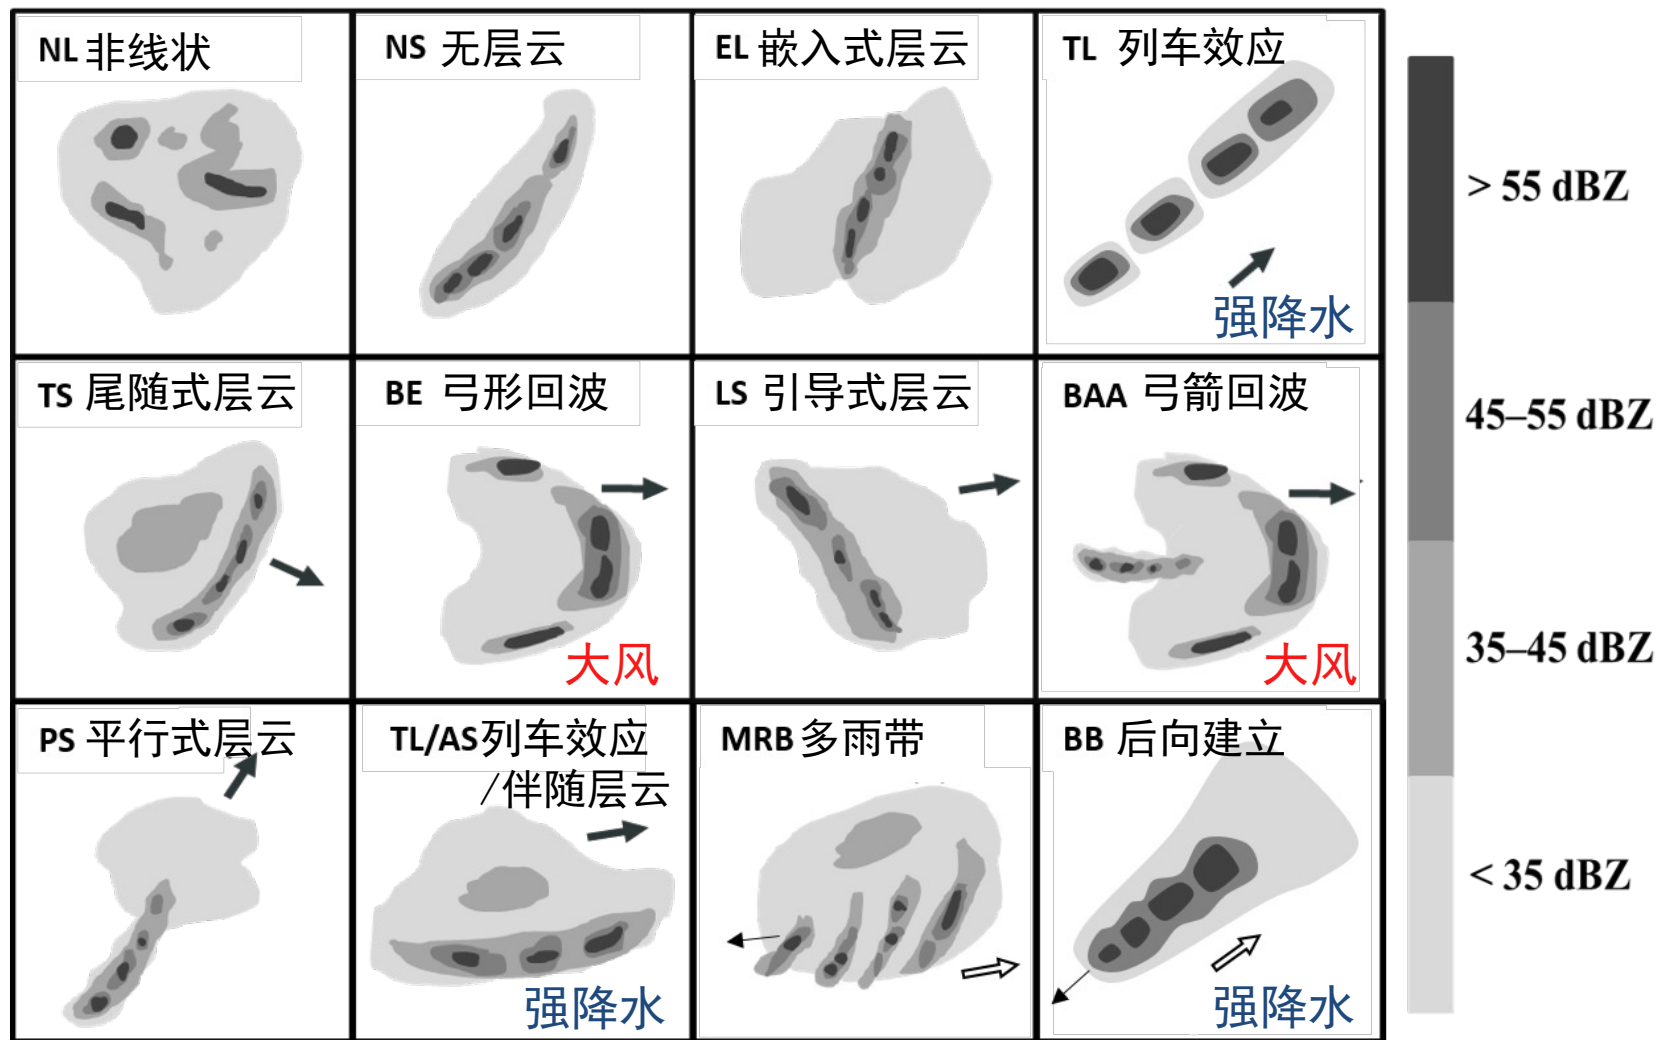 NL 非线状
NS 无层云
EL 嵌入式层云
TL 列车效应
强降水
TS 尾随式层云
BE 弓形回波
大风
LS 引导式层云
BAA 弓箭回波
大风
PS 平行式层云
TL/AS列车效应
/伴随层云
强降水
MRB 多雨带
BB 后向建立
强降水
> 55 dBZ
45–55 dBZ
35–45 dBZ
< 35 dBZ